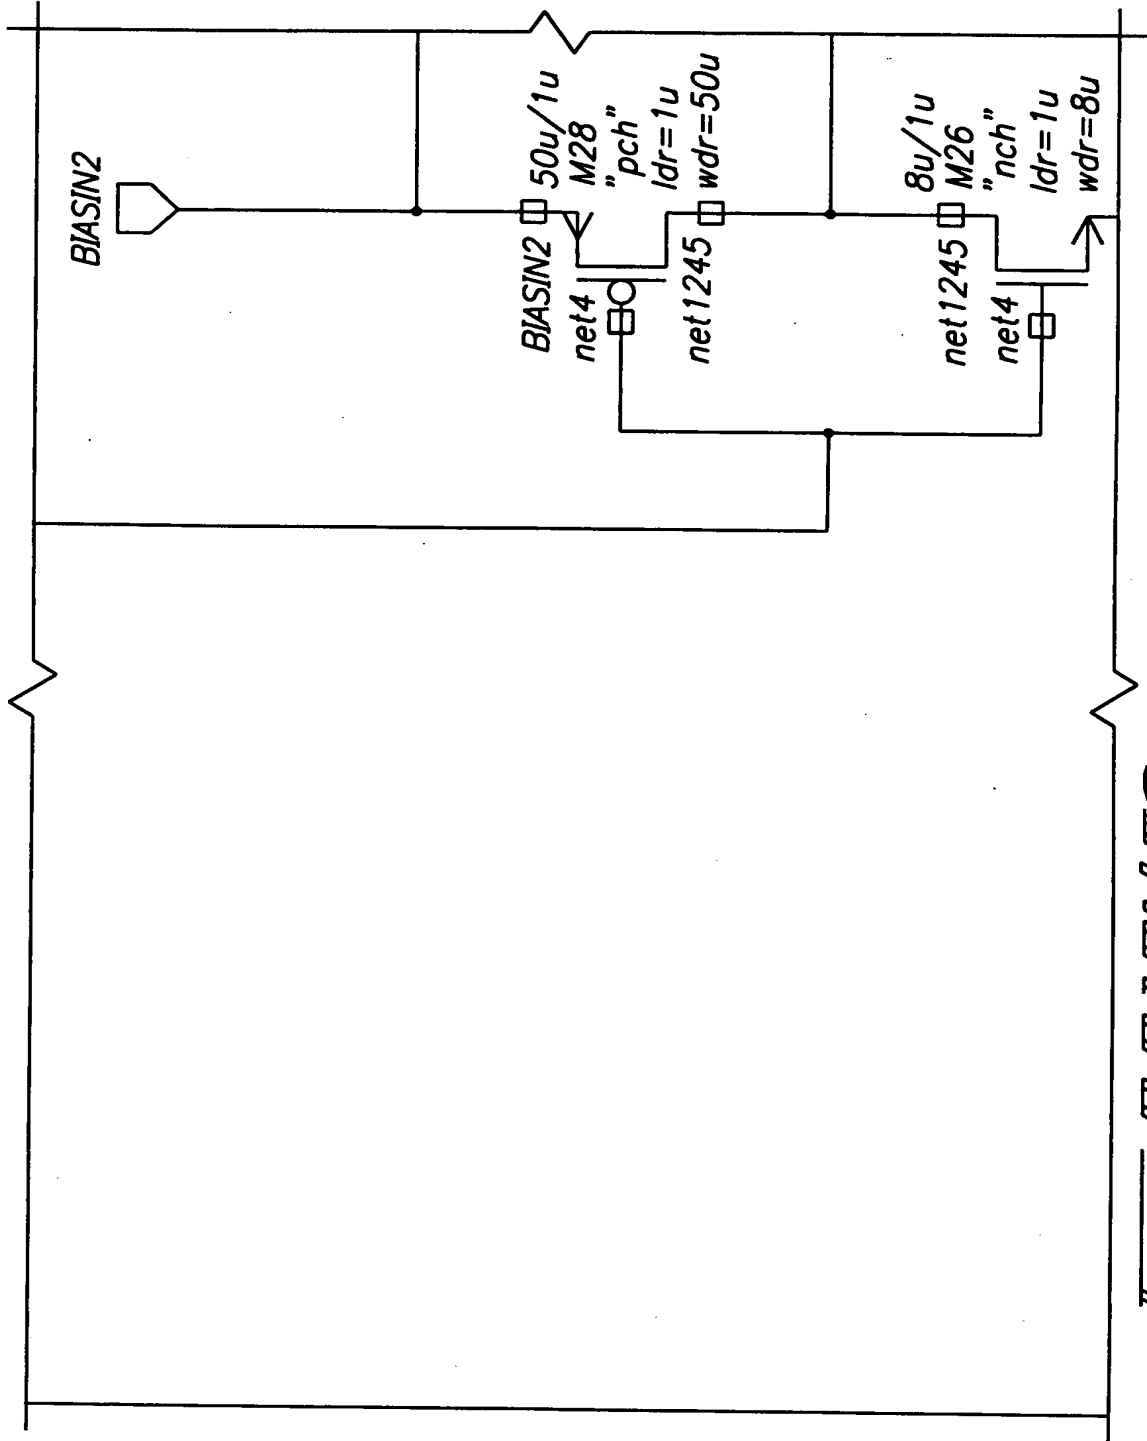 BIASIN2
50u/1u
M28
"pch"
ldr=1u
wdr=50u
BIASIN2
net4
net1245
8u/1u
M26
"nch"
ldr=1u
wdr=8u
net1245
net4